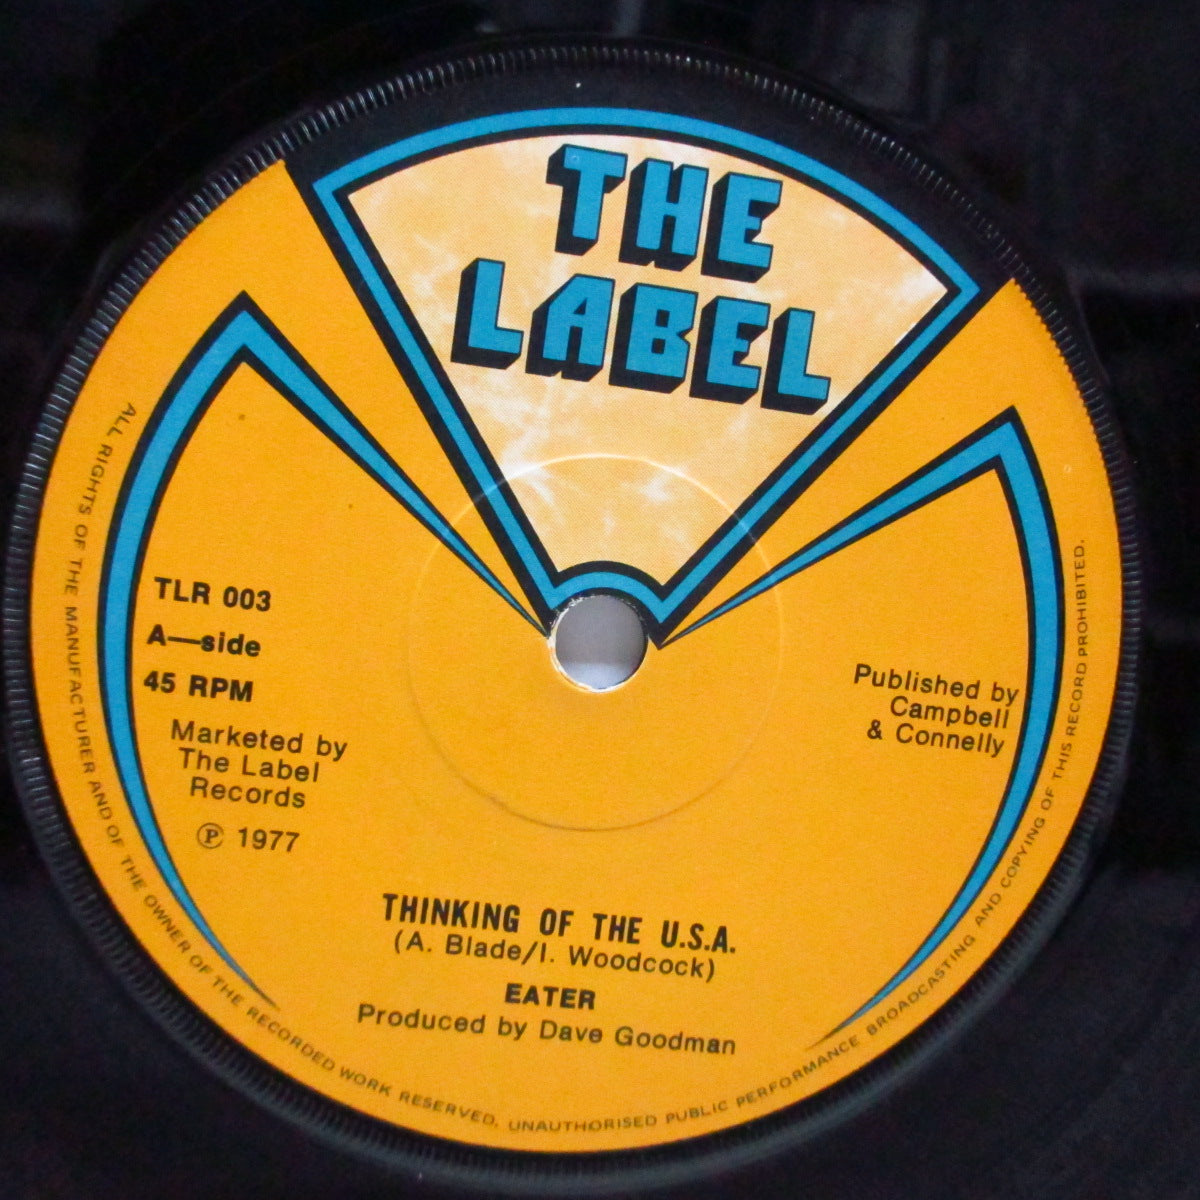 THE
LABEL
TLR 003
A—side
45 RPM
Marketed by
The Label
Records
Ⓟ 1977
Published by
Campbell
& Connelly
THINKING OF THE U.S.A.
(A. Blade/I. Woodcock)
EATER
Produced by Dave Goodman
ALL RIGHTS OF THE MANUFACTURER AND OF THE OWNER OF THE RECORDED WORK RESERVED. UNAUTHORISED PUBLIC PERFORMANCE BROADCASTING AND COPYING OF THIS RECORD PROHIBITED.